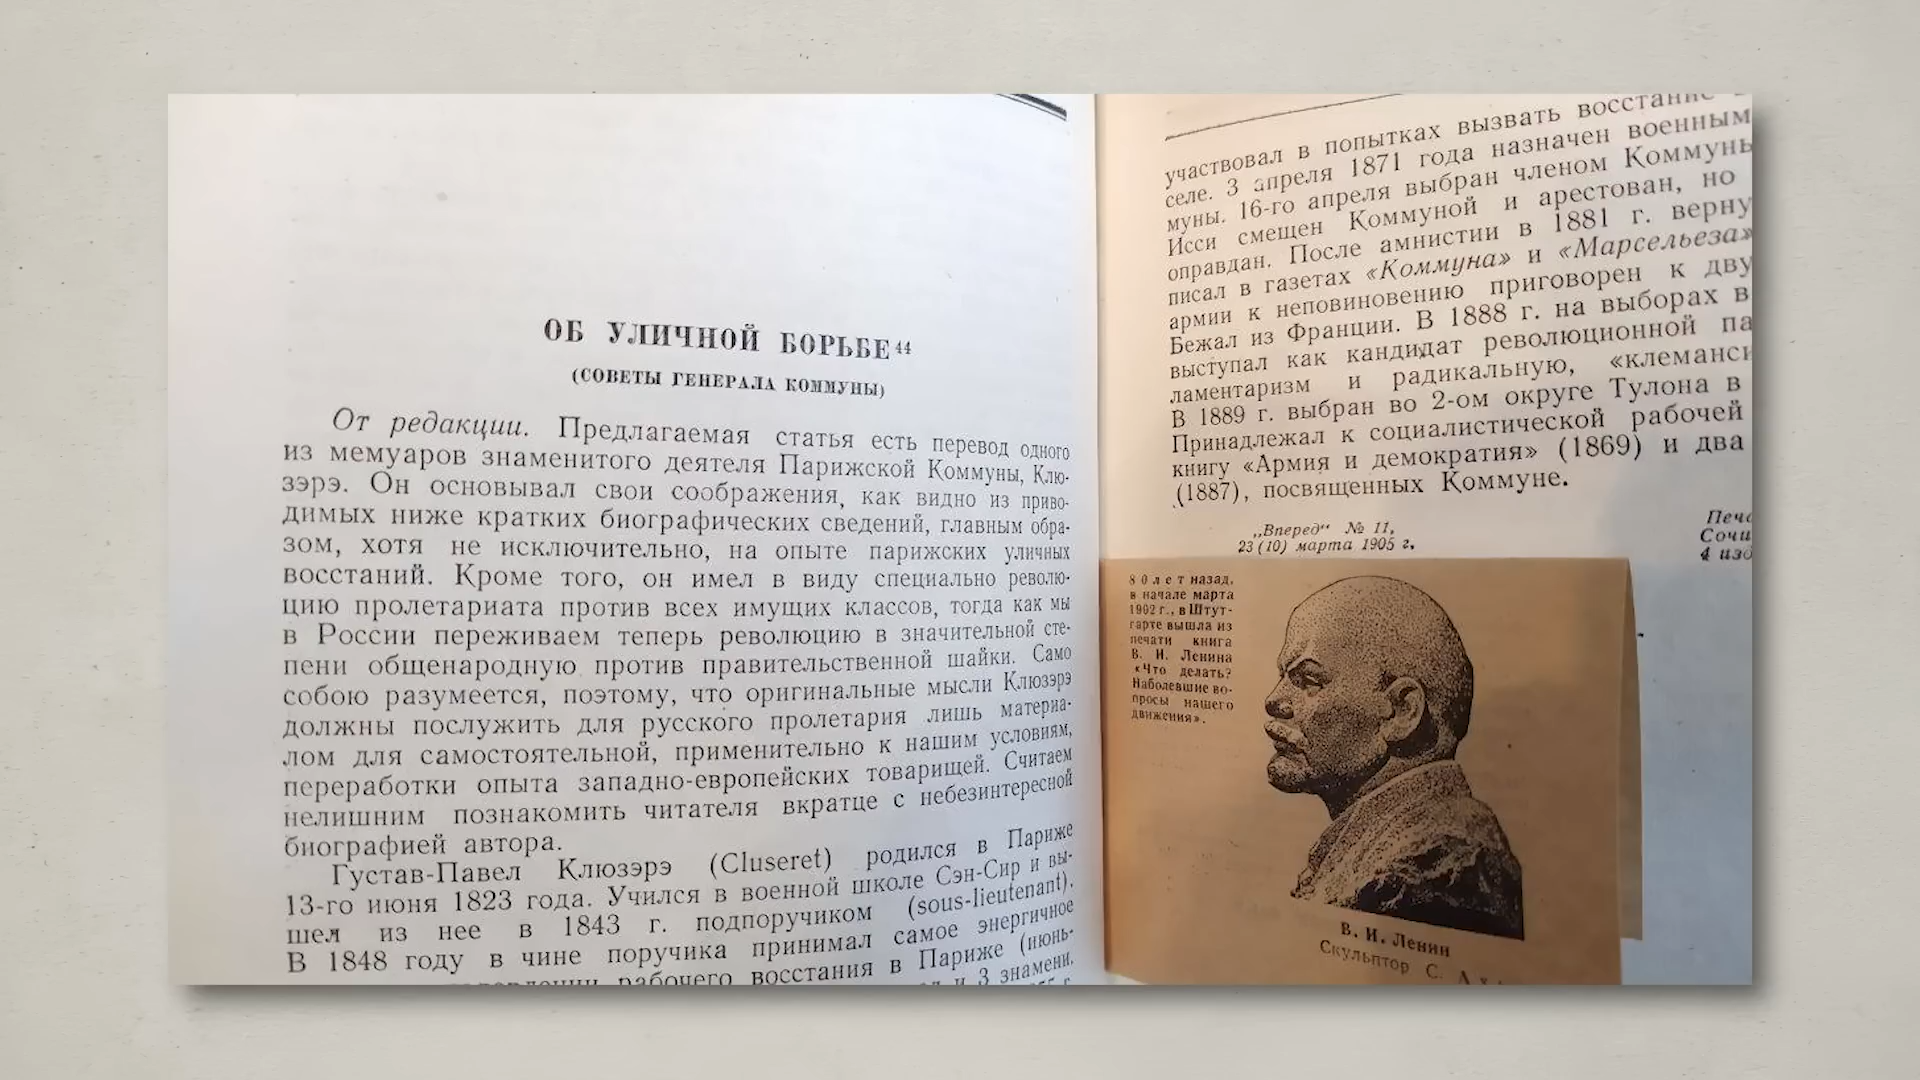 ОБ УЛИЧНОЙ БОРЬБЕ 44
(СОВЕТЫ ГЕНЕРАЛА КОММУНЫ)
От редакции. Предлагаемая статья есть перевод одного
из мемуаров знаменитого деятеля Парижской Коммуны, Клю-
зэрэ. Он основывал свои соображения, как видно из приво-
димых ниже кратких биографических сведений, главным обра-
зом, хотя не исключительно, на опыте парижских уличных
восстаний. Кроме того, он имел в виду специально револю-
цию пролетариата против всех имущих классов, тогда как мы
в России переживаем теперь революцию в значительной сте-
пени общенародную против правительственной шайки. Само
собою разумеется, поэтому, что оригинальные мысли Клюзэрэ
должны послужить для русского пролетария лишь материа-
лом для самостоятельной, применительно к нашим условиям,
переработки опыта западно-европейских товарищей. Считаем
нелишним познакомить читателя вкратце с небезинтересной
биографией автора.
Густав-Павел Клюзэрэ (Cluseret) родился в Париже
13-го июня 1823 года. Учился в военной школе Сэн-Сир и вы-
шел из нее в 1843 г. подпоручиком (sous-lieutenant).
В 1848 году в чине поручика принимал самое энергичное
рабочего восстания в Париже (июнь-
и 3 знамени.
участвовал в попытках вызвать восстание
селе. 3 апреля 1871 года назначен военным
муны. 16-го апреля выбран членом Коммуны
Исси смещен Коммуной и арестован, но
оправдан. После амнистии в 1881 г. верну
писал в газетах «Коммуна» и «Марсельеза»
армии к неповиновению приговорен к дву
Бежал из Франции. В 1888 г. на выборах в
выступал как кандидат революционной па
ламентаризм и радикальную, «клеманси
В 1889 г. выбран во 2-ом округе Тулона в
Принадлежал к социалистической рабочей
книгу «Армия и демократия» (1869) и два
(1887), посвященных Коммуне.
„Вперед“ № 11,
23 (10) марта 1905 г.
Печа
Сочи
4 изд
80 лет назад,
в начале марта
1902 г., в Штут-
гарте вышла из
печати книга
В. И. Ленина
«Что делать?
Наболевшие во-
просы нашего
движения».
В. И. Ленин
Скульптор С.